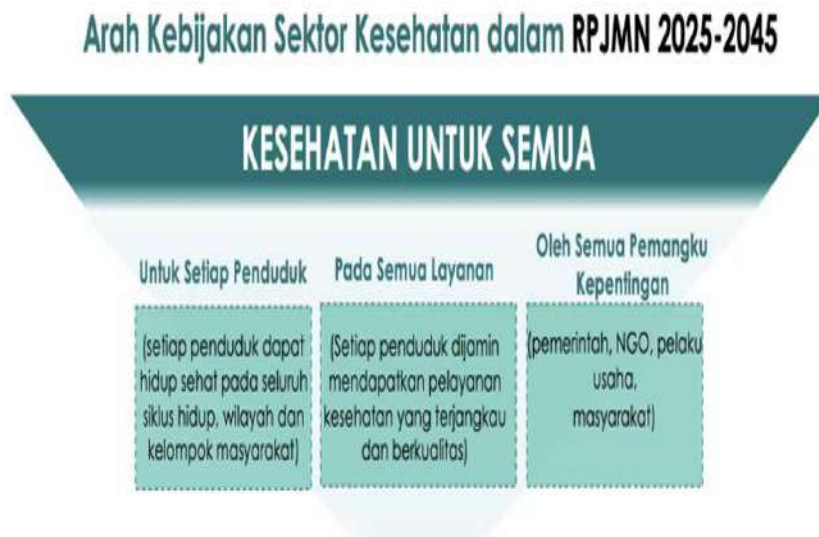 Arah Kebijakan Sektor Kesehatan dalam RPJMN 2025-2045
KESEHATAN UNTUK SEMUA
Untuk Setiap Penduduk
(setiap penduduk dapat
hidup sehat pada seluruh
siklus hidup, wilayah dan
kelompok masyarakat)
Pada Semua Layanan
(Setiap penduduk dijamin
mendapatkan pelayanan
kesehatan yang terjangkau
dan berkualitas)
Oleh Semua Pemangku
Kepentingan
(pemerintah, NGO, pelaku
usaha,
masyarakat)